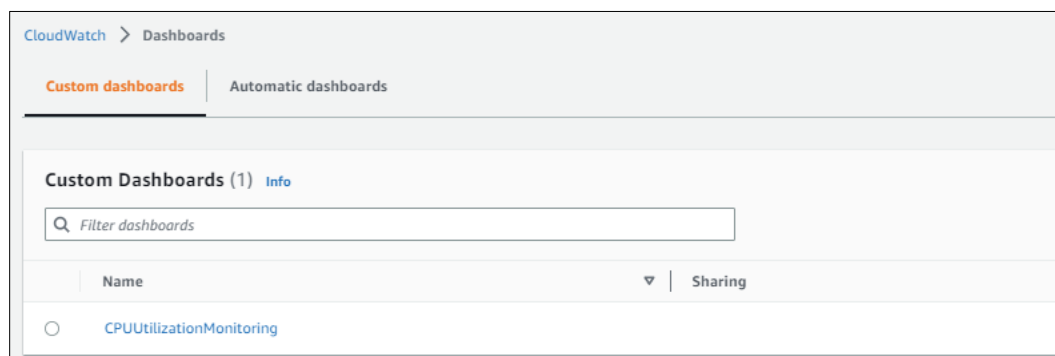 CloudWatch > Dashboards
Custom dashboards Automatic dashboards
Custom Dashboards (1) Info
Filter dashboards
Name Sharing
CPUUtilizationMonitoring